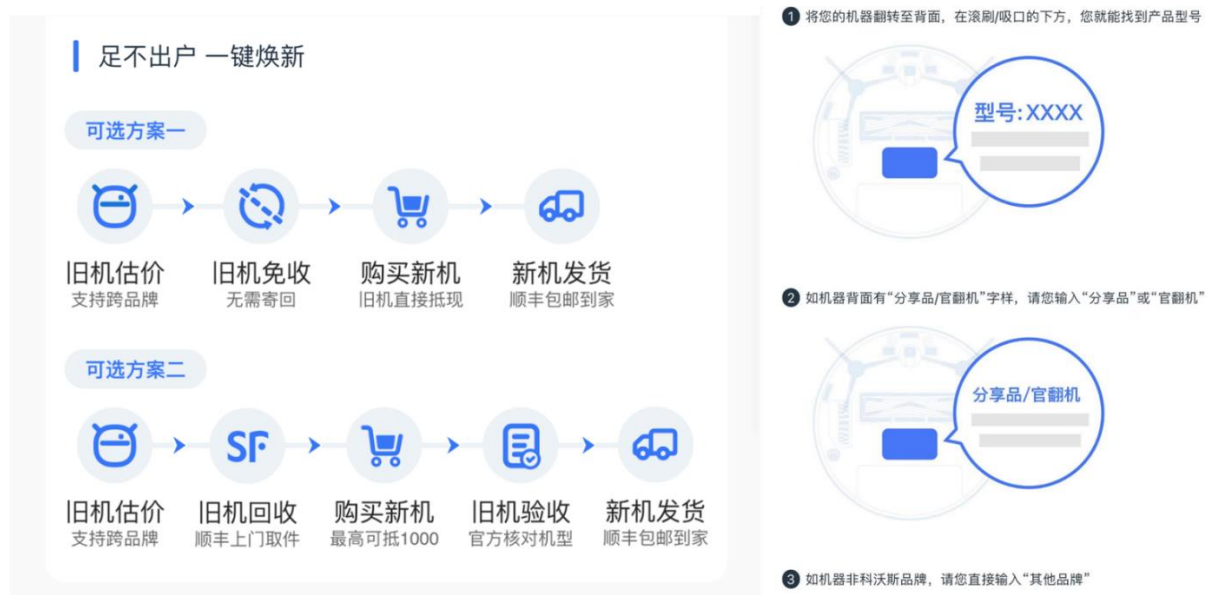 足不出户 一键焕新
可选方案一
旧机估价
支持跨品牌
旧机免收
无需寄回
购买新机
旧机直接抵现
新机发货
顺丰包邮到家
可选方案二
SF
旧机估价
支持跨品牌
旧机回收
顺丰上门取件
购买新机
最高可抵1000
旧机验收
官方核对机型
新机发货
顺丰包邮到家
1 将您的机器翻转至背面，在滚刷/吸口的下方，您就能找到产品型号
型号:XXXX
2 如机器背面有“分享品/官翻机”字样，请您输入“分享品”或“官翻机”
分享品/官翻机
3 如机器非科沃斯品牌，请您直接输入“其他品牌”